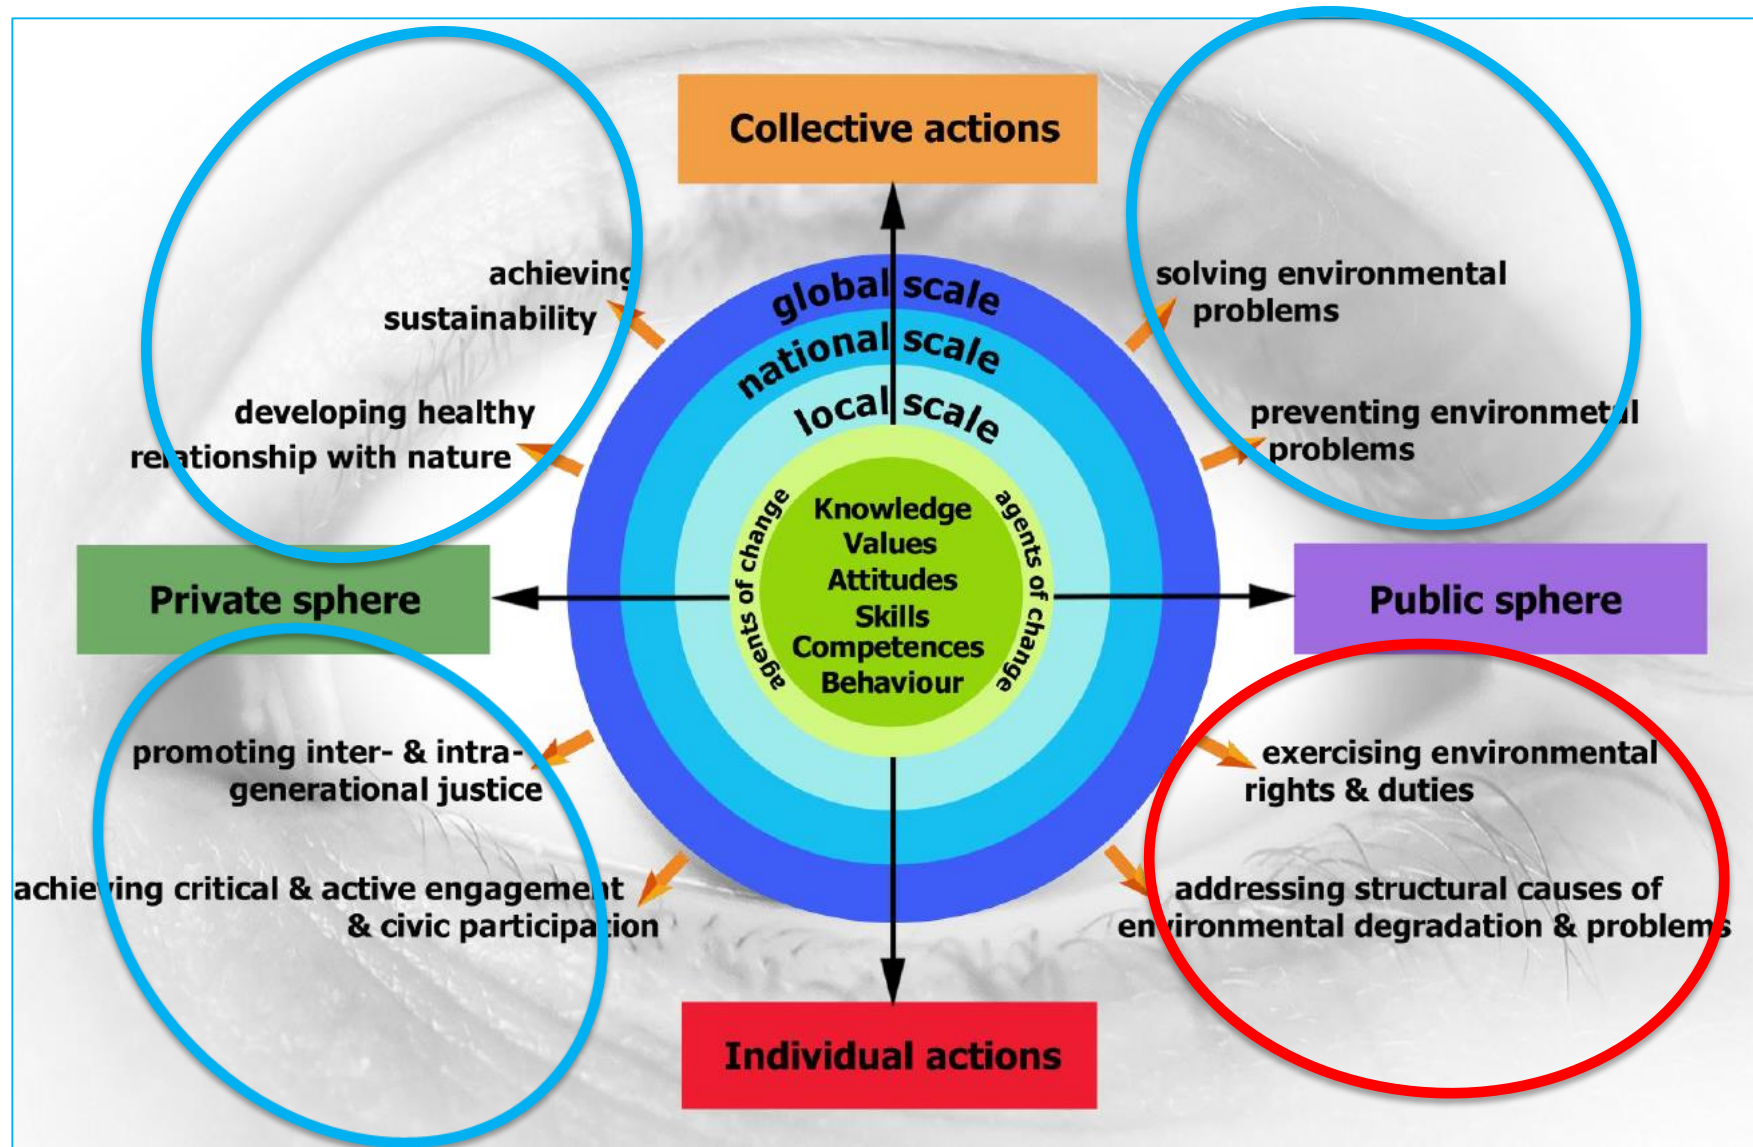 Collective actions
achieving
sustainability
solving environmental
problems
global scale
national scale
local scale
developing healthy
relationship with nature
preventing environmetal
problems
agents of change
Knowledge
Values
Attitudes
Skills
Competences
Behaviour
agents of change
Private sphere
Public sphere
promoting inter- & intra-
generational justice
exercising environmental
rights & duties
achieving critical & active engagement
& civic participation
addressing structural causes of
environmental degradation & problems
Individual actions